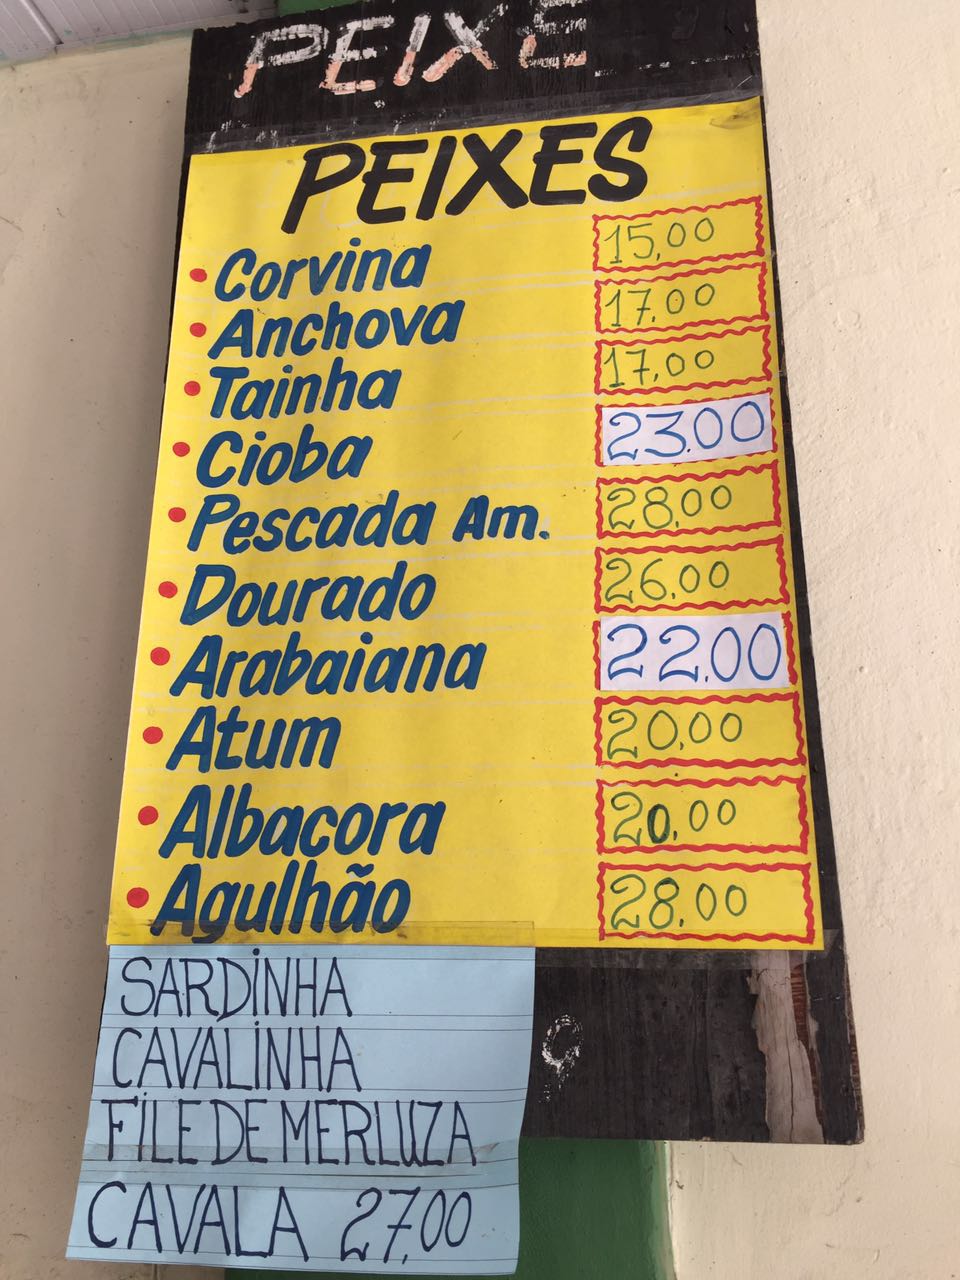 PEIXE
PEIXES
• Corvina 15,00
• Anchova 17.00
• Tainha 17,00
• Cioba 23.00
• Pescada Am. 28,00
• Dourado 26,00
• Arabaiana 22.00
• Atum 20,00
• Albacora 20,00
• Agulhão 28,00
SARDINHA
CAVALINHA
FILE DE MERLUZA
CAVALA 27,00